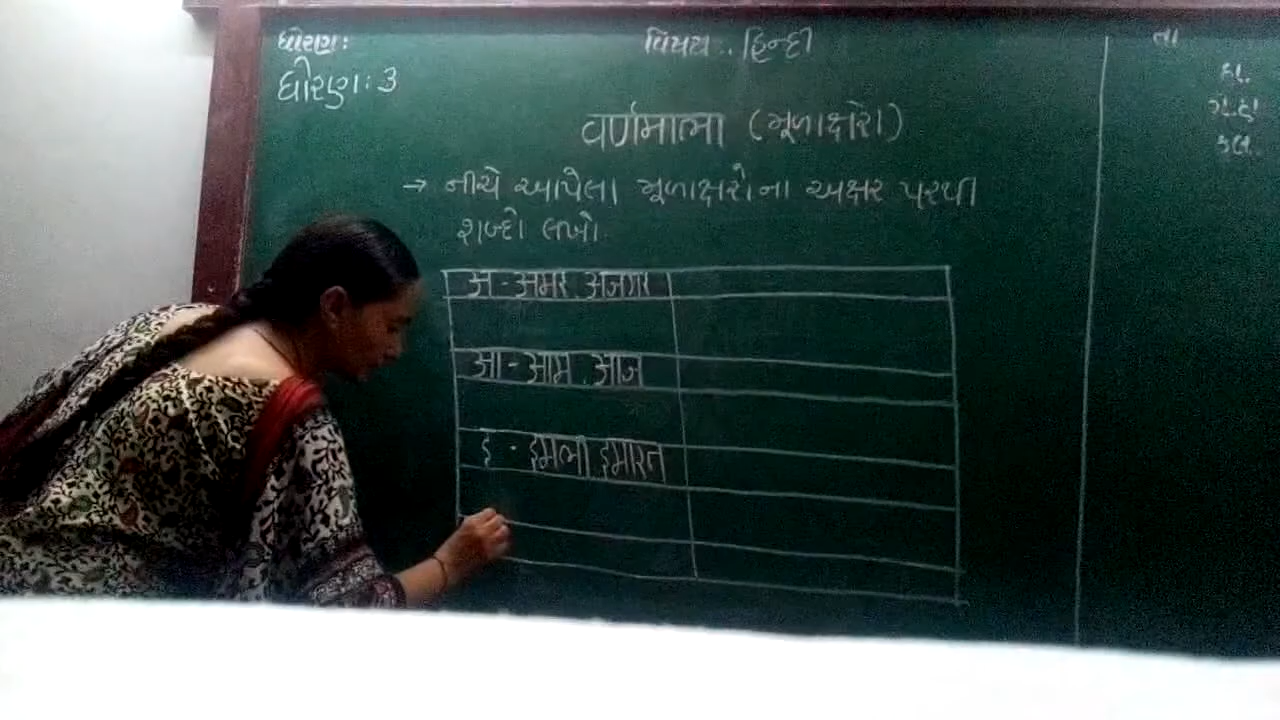 ધોરણ:
વિષય : હિન્દી
તા
ધોરણ: ૩
વર્ણમાલા (મૂળાક્ષરો)
→ નીચે આપેલા મૂળાક્ષરોના અક્ષર પરથી
શબ્દો લખો.
अ - अमर, अजगर
आ - आम, आज
इ - इमली इमारत